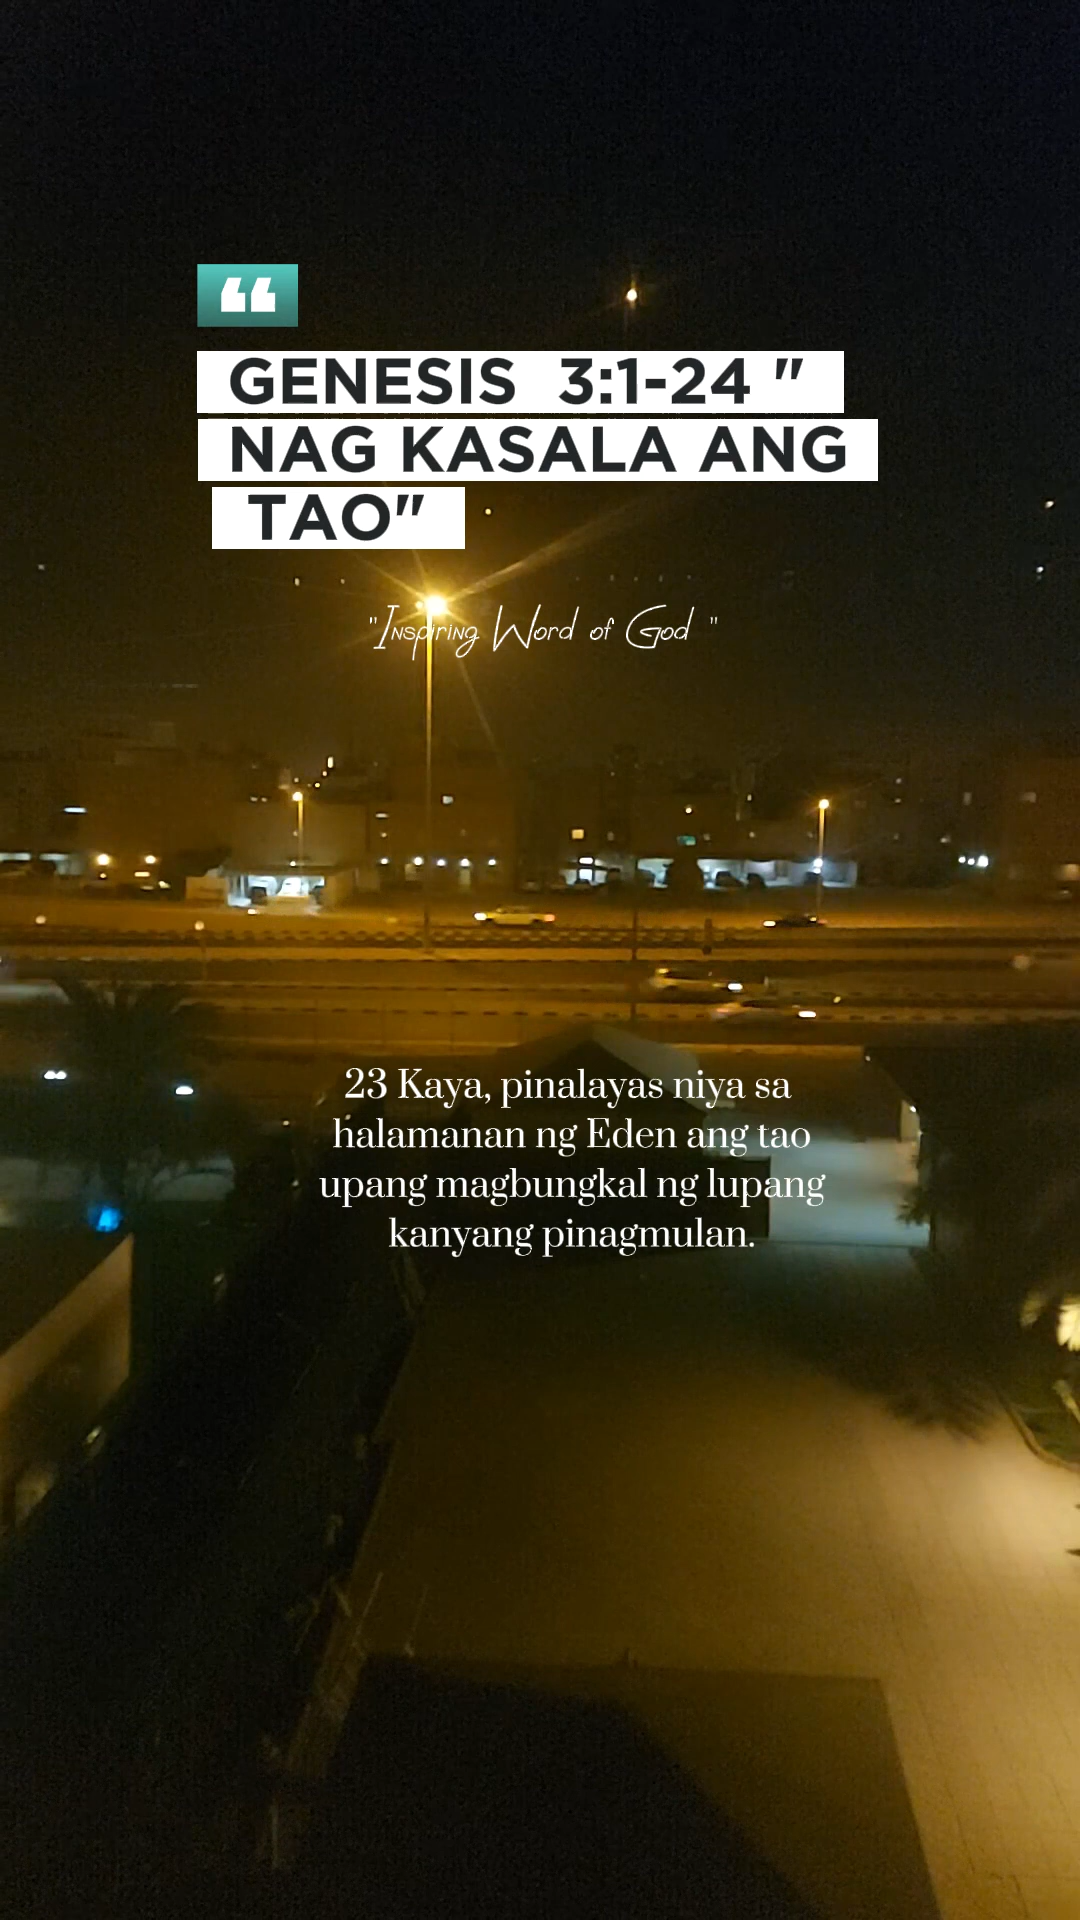 ❝
GENESIS  3:1-24 "
NAG KASALA ANG
TAO"
"Inspiring Word of God "
23 Kaya, pinalayas niya sa
halamanan ng Eden ang tao
upang magbungkal ng lupang
kanyang pinagmulan.